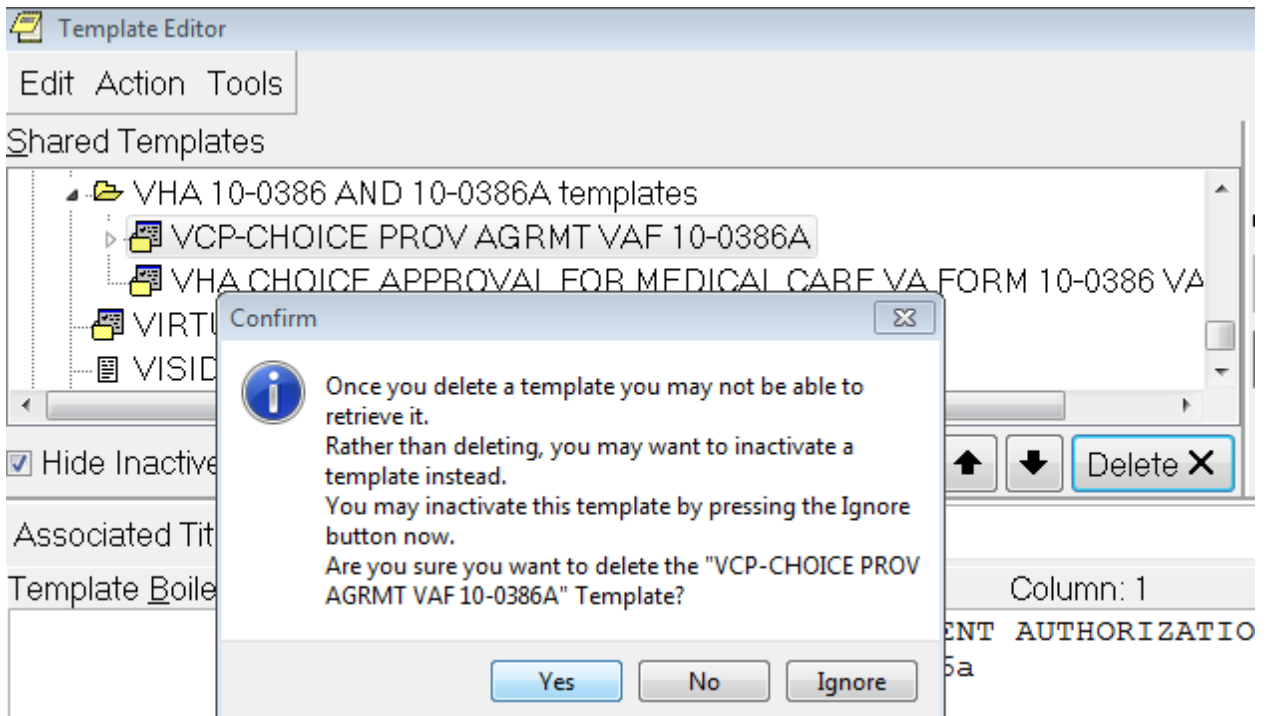 Template Editor
Edit Action Tools
Shared Templates
VHA 10-0386 AND 10-0386A templates
VCP-CHOICE PROV AGRMT VAF 10-0386A
VHA CHOICE APPROVAL FOR MEDICAL CARE VA FORM 10-0386 VA
VIRTU
VISID
Confirm
Once you delete a template you may not be able to
retrieve it.
Rather than deleting, you may want to inactivate a
template instead.
You may inactivate this template by pressing the Ignore
button now.
Are you sure you want to delete the "VCP-CHOICE PROV
AGRMT VAF 10-0386A" Template?
Yes No Ignore
Hide Inactive
Delete
Associated Tit
Template Boile
Column: 1
ENT AUTHORIZATIO
5a